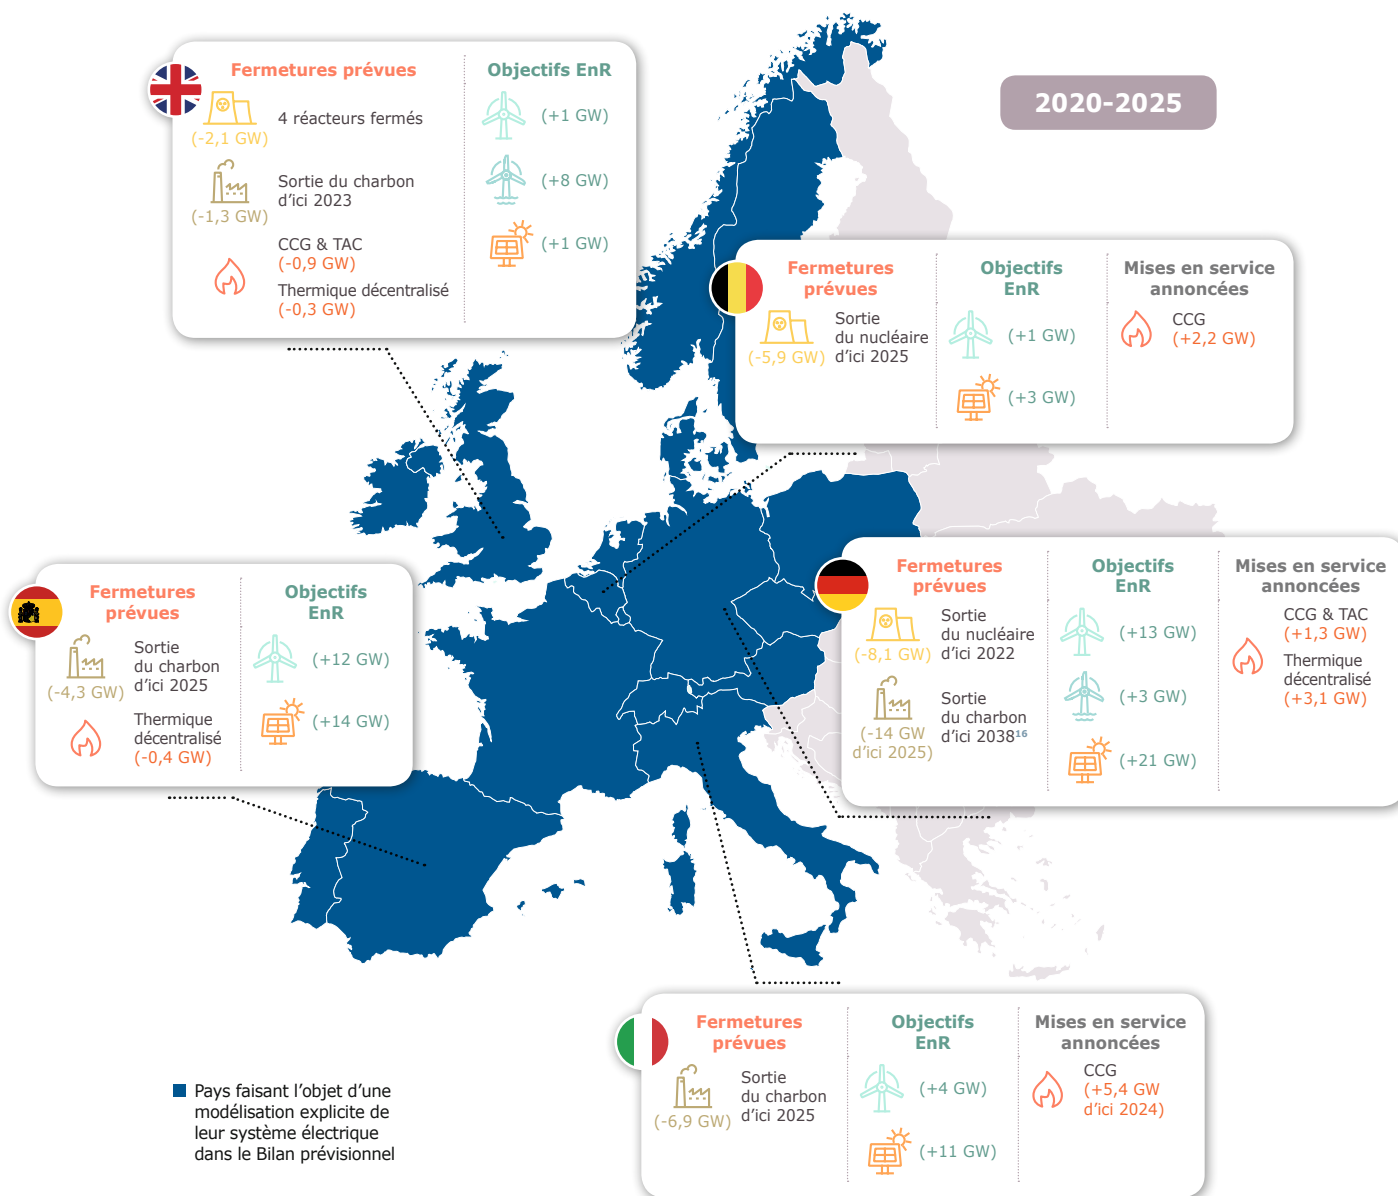 2020-2025
Fermetures prévues
(-2,1 GW)
4 réacteurs fermés
(-1,3 GW)
Sortie du charbon
d'ici 2023
CCG & TAC
(-0,9 GW)
Thermique décentralisé
(-0,3 GW)
Objectifs EnR
(+1 GW)
(+8 GW)
(+1 GW)
Fermetures
prévues
(-5,9 GW)
Sortie
du nucléaire
d'ici 2025
Objectifs
EnR
(+1 GW)
(+3 GW)
Mises en service
annoncées
CCG
(+2,2 GW)
Fermetures
prévues
(-4,3 GW)
Sortie
du charbon
d'ici 2025
Thermique
décentralisé
(-0,4 GW)
Objectifs
EnR
(+12 GW)
(+14 GW)
Fermetures
prévues
(-8,1 GW)
Sortie
du nucléaire
d'ici 2022
(-14 GW
d'ici 2025)
Sortie
du charbon
d'ici 2038¹⁶
Objectifs
EnR
(+13 GW)
(+3 GW)
(+21 GW)
Mises en service
annoncées
CCG & TAC
(+1,3 GW)
Thermique
décentralisé
(+3,1 GW)
Fermetures
prévues
(-6,9 GW)
Sortie
du charbon
d'ici 2025
Objectifs
EnR
(+4 GW)
(+11 GW)
Mises en service
annoncées
CCG
(+5,4 GW
d'ici 2024)
Pays faisant l'objet d'une
modélisation explicite de
leur système électrique
dans le Bilan prévisionnel